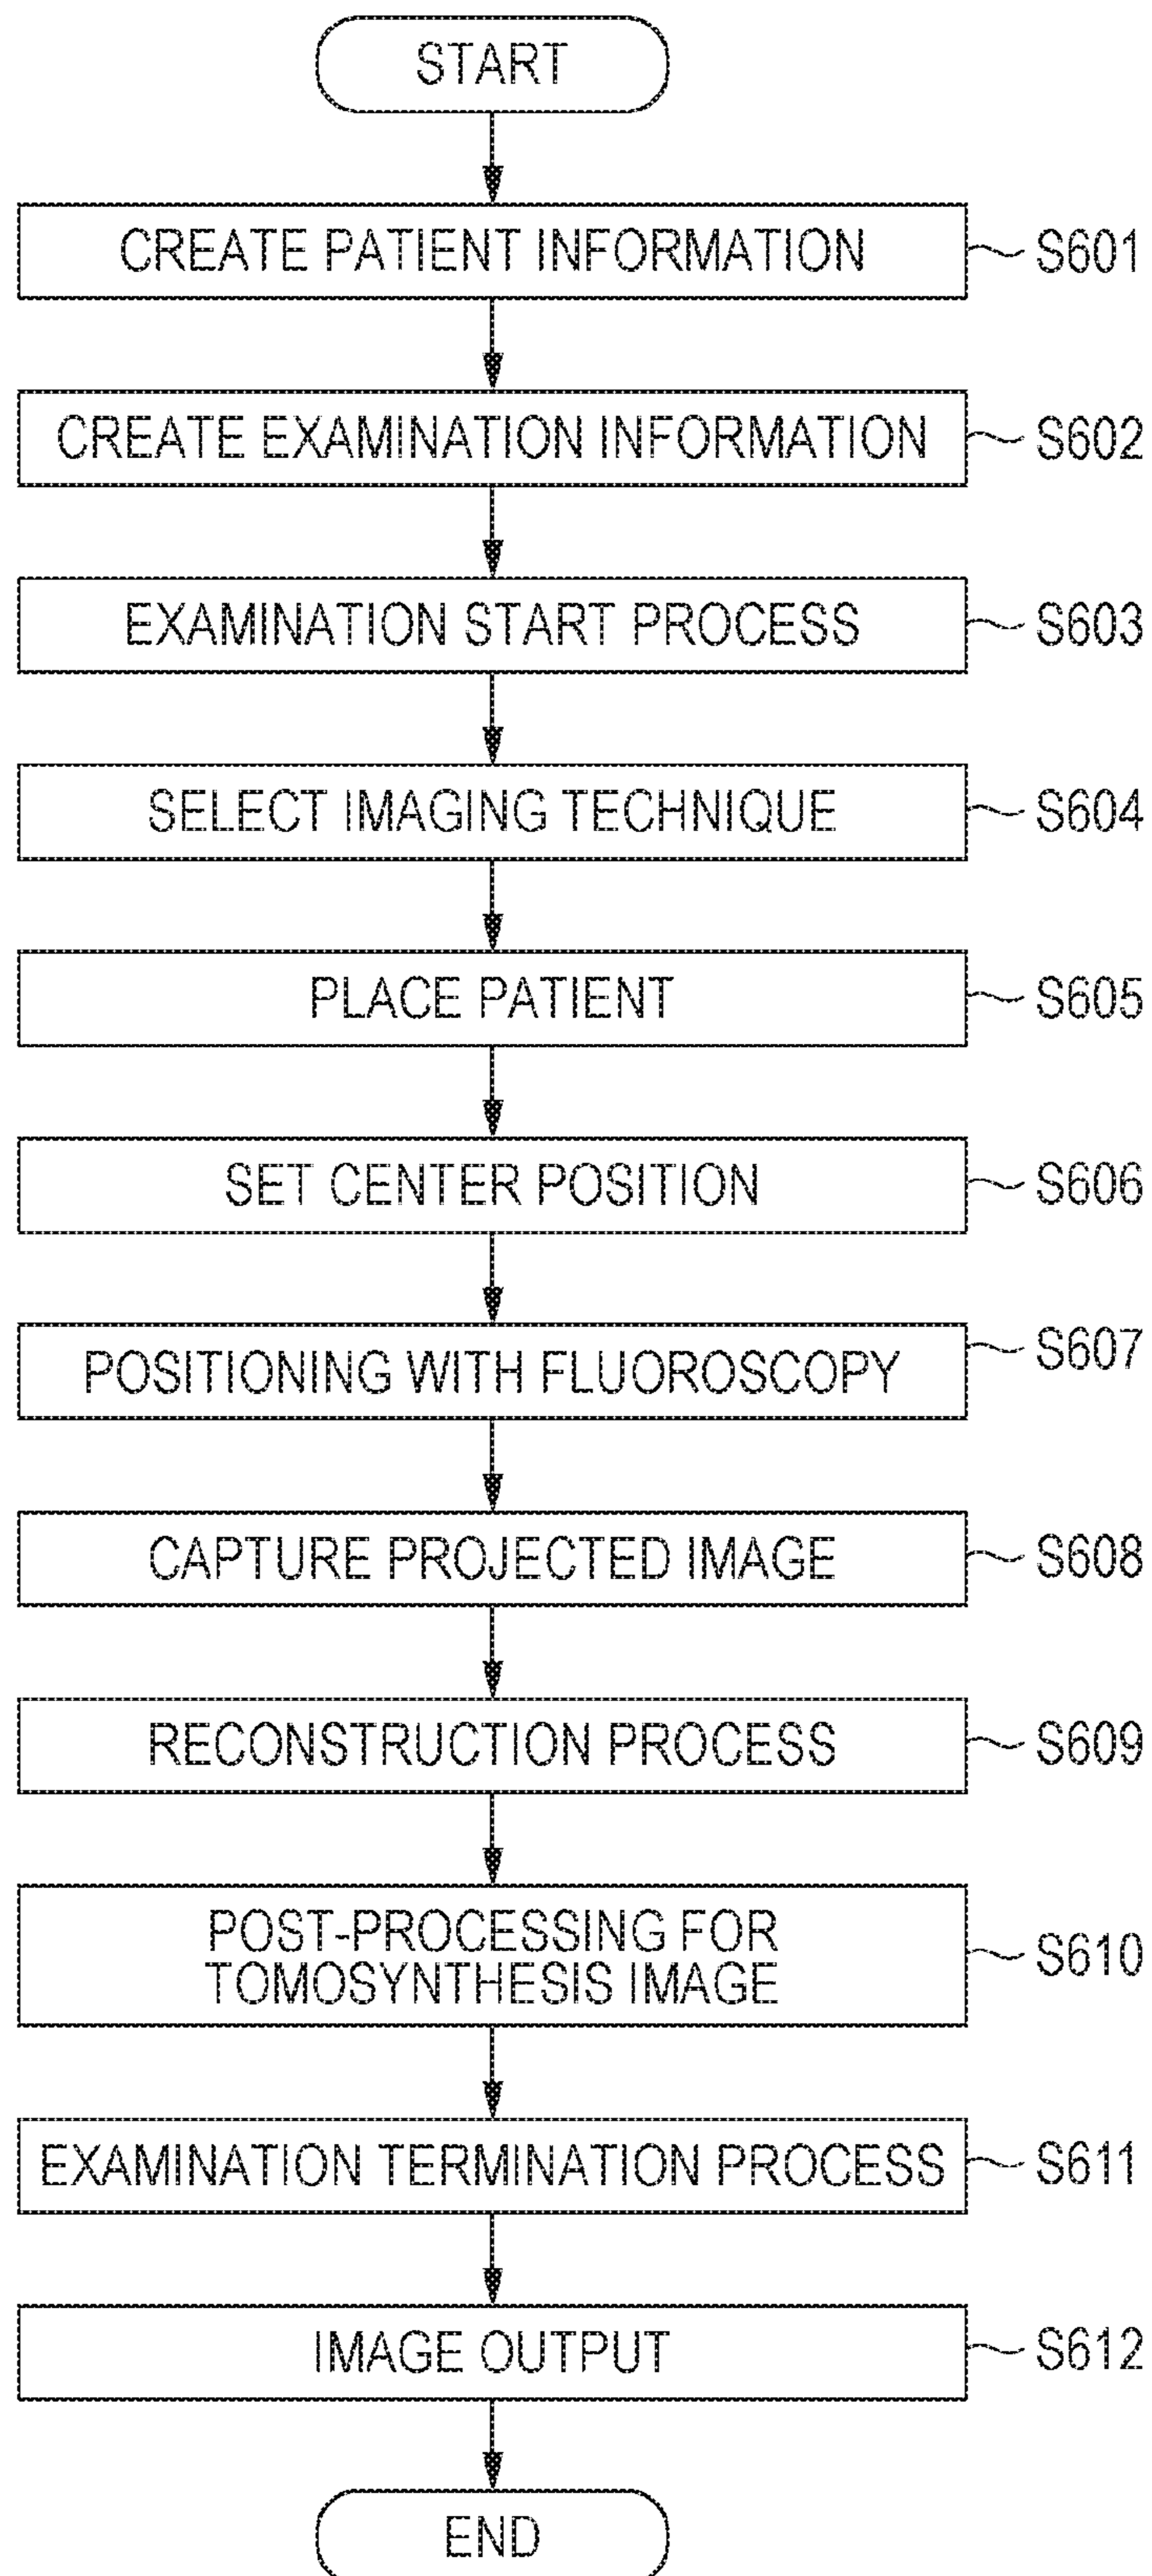 START
CREATE PATIENT INFORMATION
S601
CREATE EXAMINATION INFORMATION
S602
EXAMINATION START PROCESS
S603
SELECT IMAGING TECHNIQUE
S604
PLACE PATIENT
S605
SET CENTER POSITION
S606
POSITIONING WITH FLUOROSCOPY
S607
CAPTURE PROJECTED IMAGE
S608
RECONSTRUCTION PROCESS
S609
POST-PROCESSING FOR
TOMOSYNTHESIS IMAGE
S610
EXAMINATION TERMINATION PROCESS
S611
IMAGE OUTPUT
S612
END